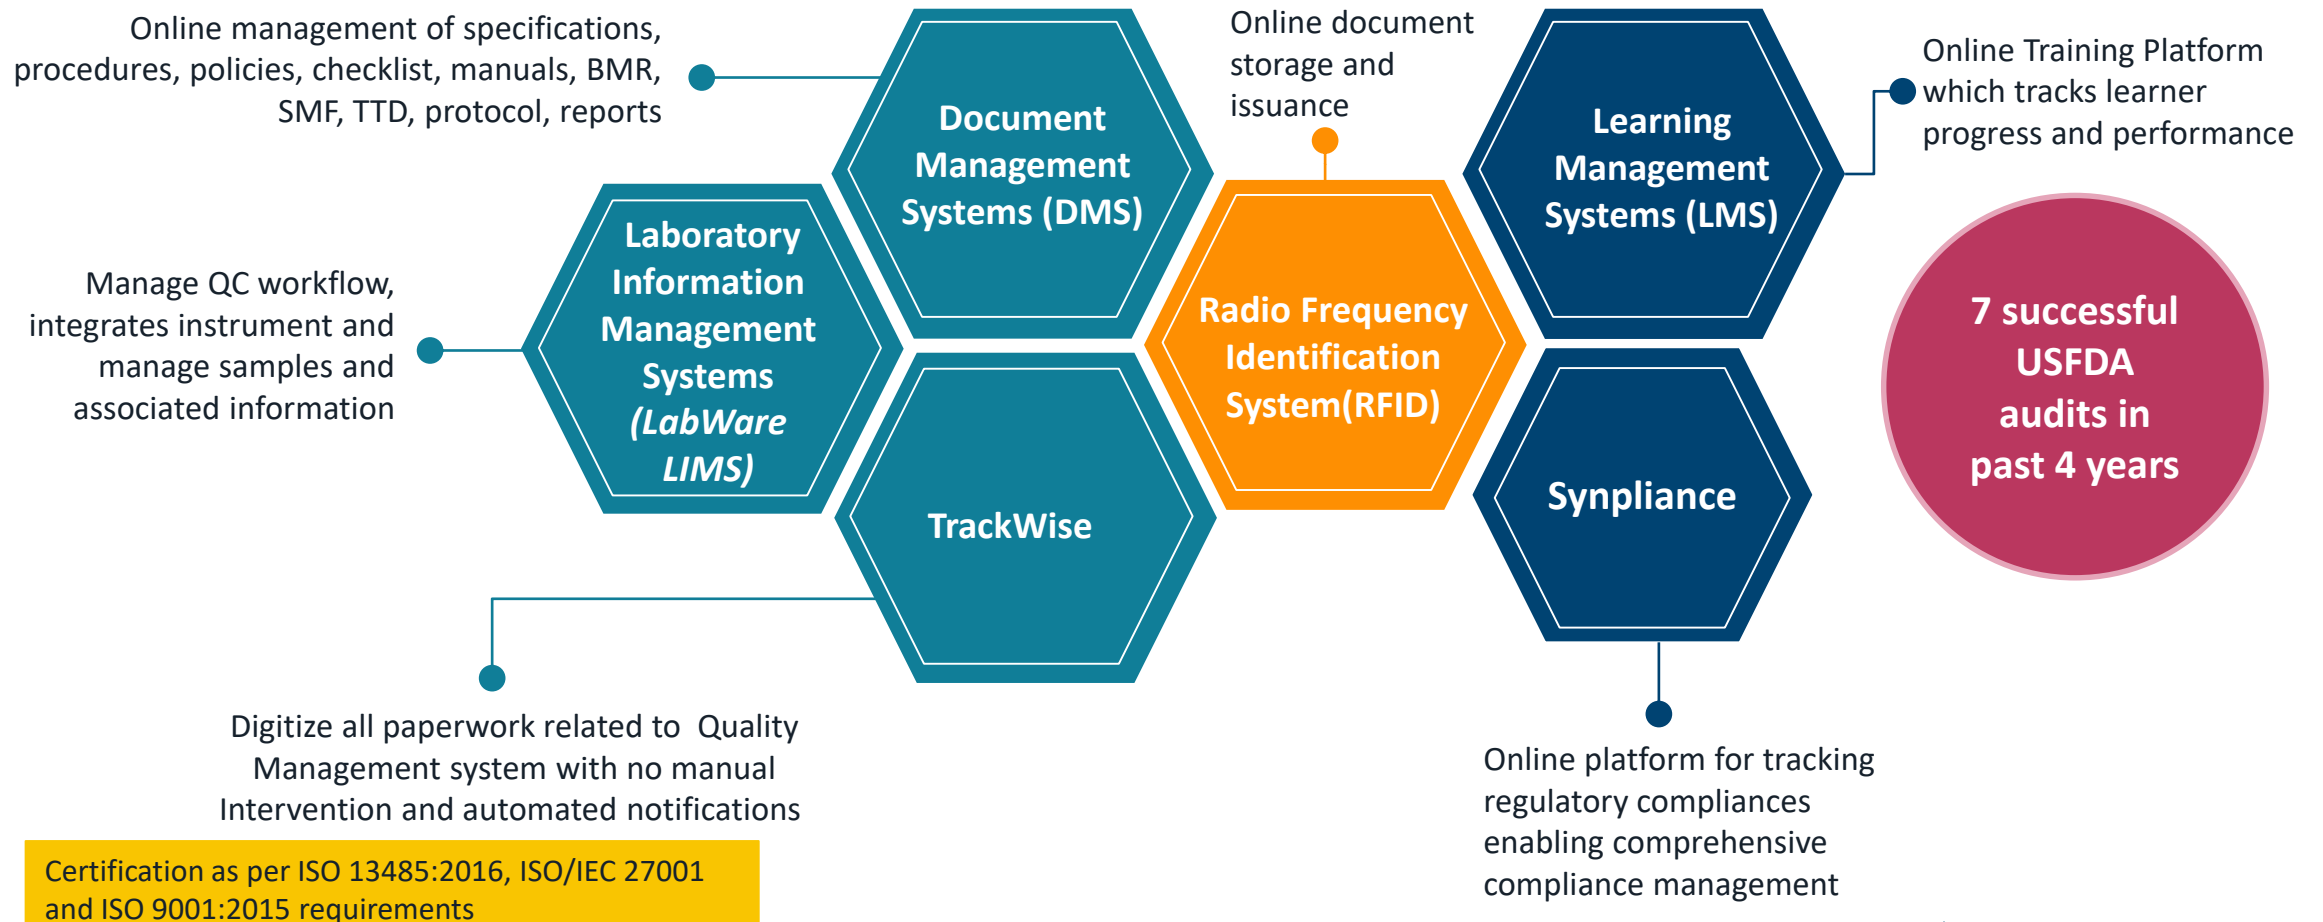 Online management of specifications,
procedures, policies, checklist, manuals, BMR,
SMF, TTD, protocol, reports
Document
Management
Systems (DMS)
Online document
storage and
issuance
Learning
Management
Systems (LMS)
Online Training Platform
which tracks learner
progress and performance
Manage QC workflow,
integrates instrument and
manage samples and
associated information
Laboratory
Information
Management
Systems
(LabWare
LIMS)
Radio Frequency
Identification
System(RFID)
7 successful
USFDA
audits in
past 4 years
TrackWise
Synpliance
Digitize all paperwork related to  Quality
Management system with no manual
Intervention and automated notifications
Online platform for tracking
regulatory compliances
enabling comprehensive
compliance management
Certification as per ISO 13485:2016, ISO/IEC 27001
and ISO 9001:2015 requirements